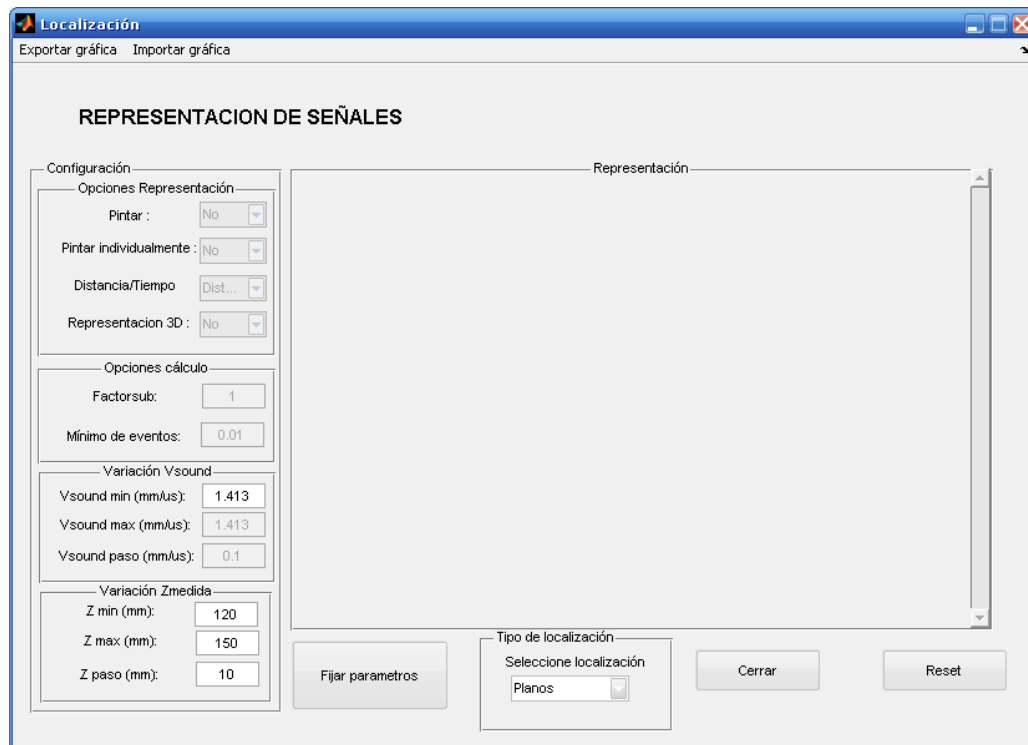 Localización
Exportar gráfica Importar gráfica
REPRESENTACION DE SEÑALES
Configuración
Opciones Representación
Pintar : No
Pintar individualmente : No
Distancia/Tiempo Dist...
Representacion 3D : No
Opciones cálculo
Factorsub: 1
Mínimo de eventos: 0.01
Variación Vsound
Vsound min (mm/us): 1.413
Vsound max (mm/us): 1.413
Vsound paso (mm/us): 0.1
Variación Zmedida
Z min (mm): 120
Z max (mm): 150
Z paso (mm): 10
Representación
Fijar parametros
Tipo de localización
Seleccione localización
Planos
Cerrar
Reset